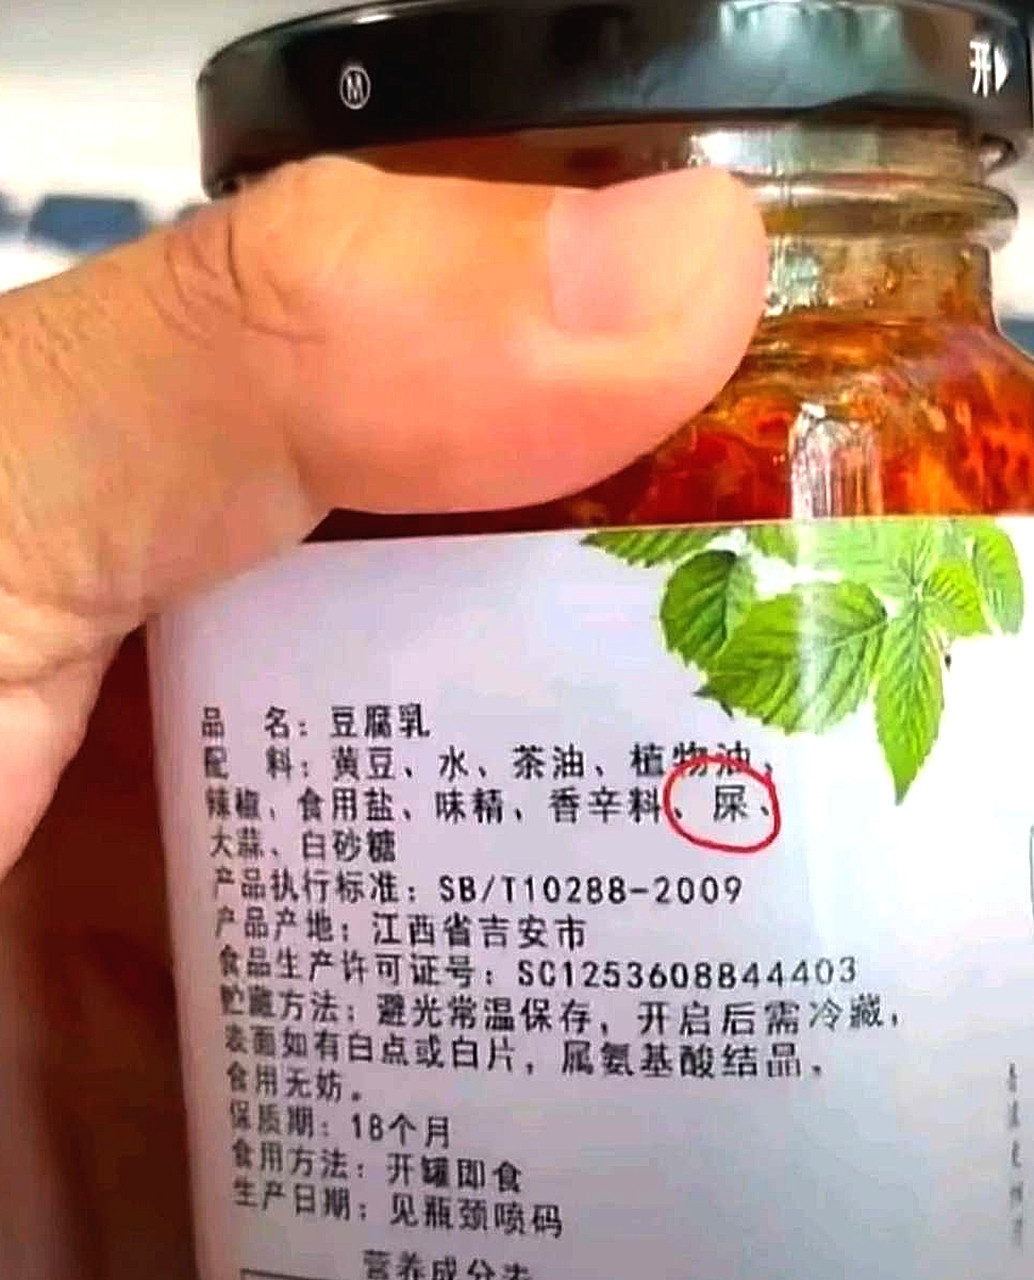 M
开
品 名：豆腐乳
配 料：黄豆、水、茶油、植物油、
辣椒、食用盐、味精、香辛料、屎、
大蒜、白砂糖
产品执行标准：SB/T10288-2009
产品产地：江西省吉安市
食品生产许可证号：SC1253608844403
贮藏方法：避光常温保存，开启后需冷藏，
表面如有白点或白片，属氨基酸结晶，
食用无妨。
保质期：18个月
食用方法：开罐即食
生产日期：见瓶颈喷码
营养成分表